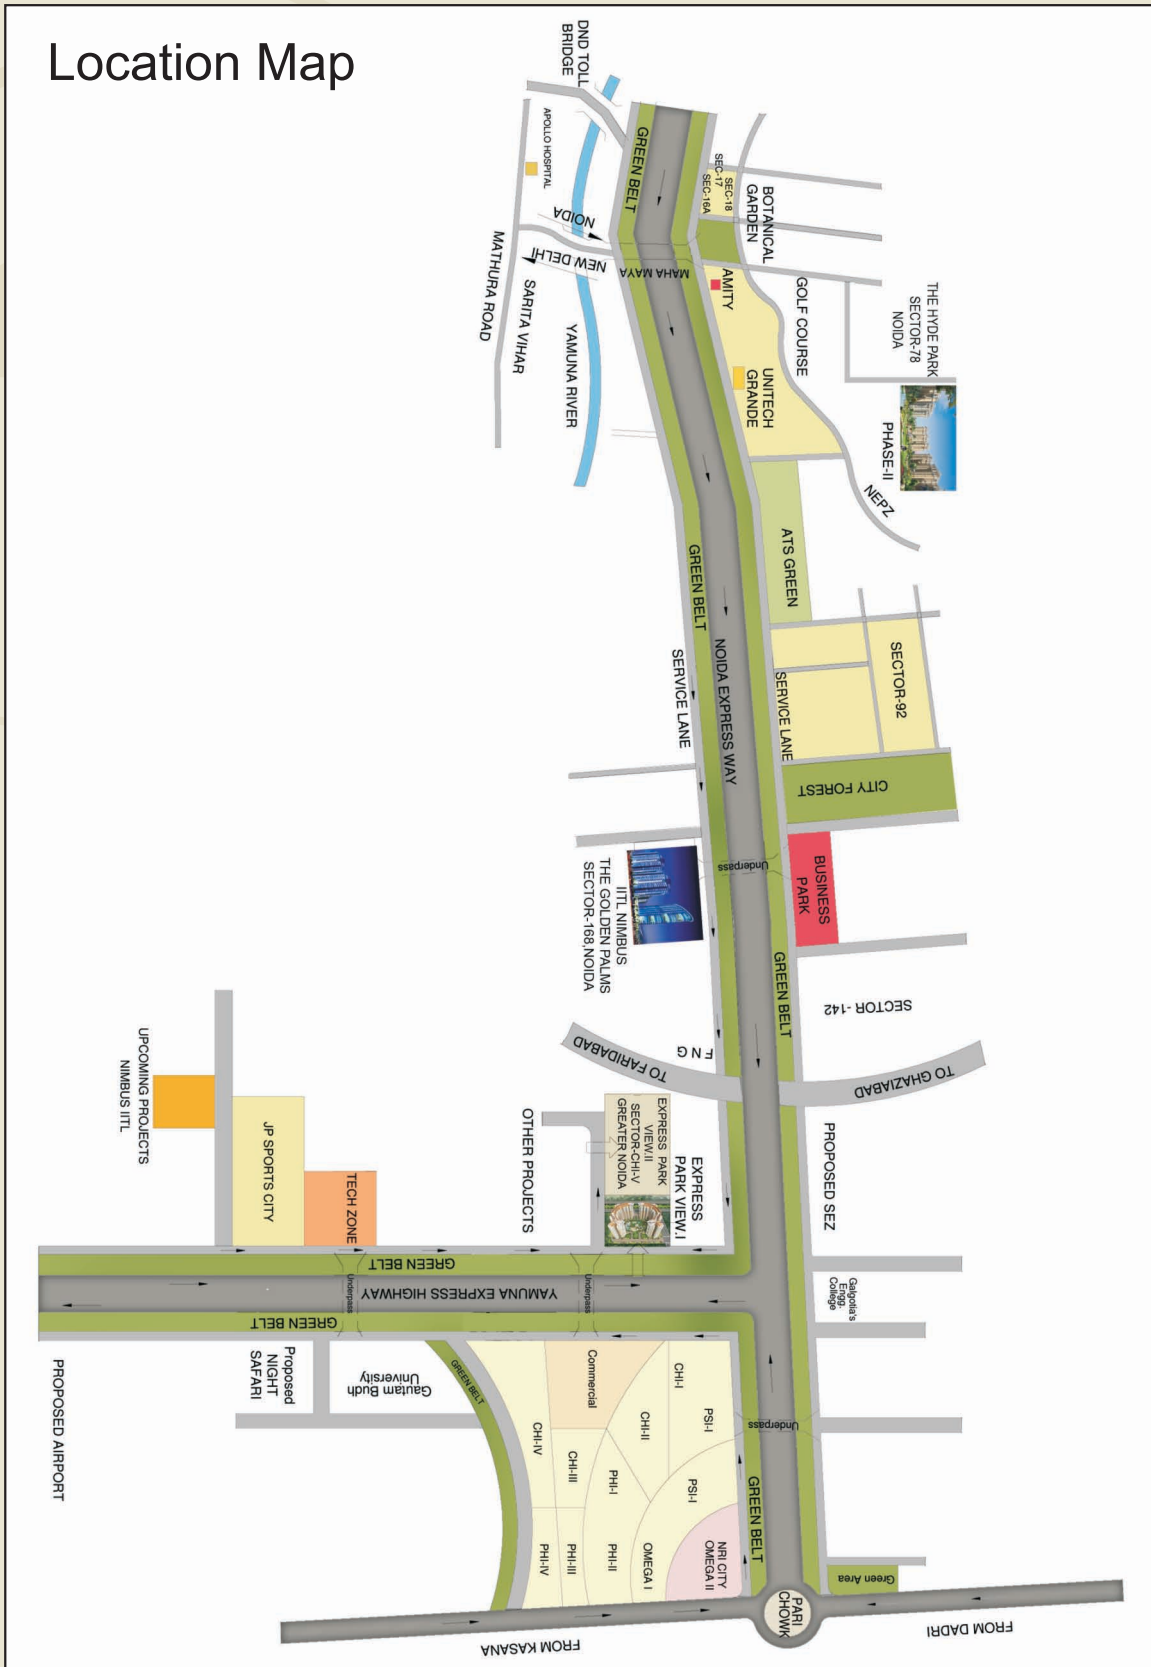 Location Map
DND TOLL
BRIDGE
APOLLO HOSPITAL
GREEN BELT
SEC-17
SEC-18
SEC-16A
BOTANICAL
GARDEN
NOIDA
NEW DELHI
MAHA MAYA
MATHURA ROAD
SARITA VIHAR
YAMUNA RIVER
AMITY
GOLF COURSE
UNITECH
GRANDE
THE HYDE PARK
SECTOR-78
NOIDA
PHASE-II
NEPZ
ATS GREEN
GREEN BELT
NOIDA EXPRESS WAY
SERVICE LANE
SERVICE LANE
SECTOR-92
CITY FOREST
Underpass
BUSINESS
PARK
IITL NIMBUS
THE GOLDEN PALMS
SECTOR-168,NOIDA
GREEN BELT
SECTOR -142
F N G
TO FARIDABAD
TO GHAZIABAD
UPCOMING PROJECTS
NIMBUS IITL
JP SPORTS CITY
TECH ZONE
OTHER PROJECTS
EXPRESS PARK
VIEW.II
SECTOR-CHI-V
GREATER NOIDA
EXPRESS
PARK VIEW.I
PROPOSED SEZ
GREEN BELT
YAMUNA EXPRESS HIGHWAY
Underpass
Underpass
GREEN BELT
Galgotia's
Engg.
College
PROPOSED AIRPORT
Proposed
NIGHT
SAFARI
Gautam Budh
University
GREEN BELT
Commercial
CHI-I
CHI-II
PSI-I
CHI-IV
CHI-III
PHI-I
PSI-I
PHI-IV
PHI-III
PHI-II
OMEGA I
NRI CITY
OMEGA II
Underpass
GREEN BELT
Green Area
PARI
CHOWK
FROM KASANA
FROM DADRI